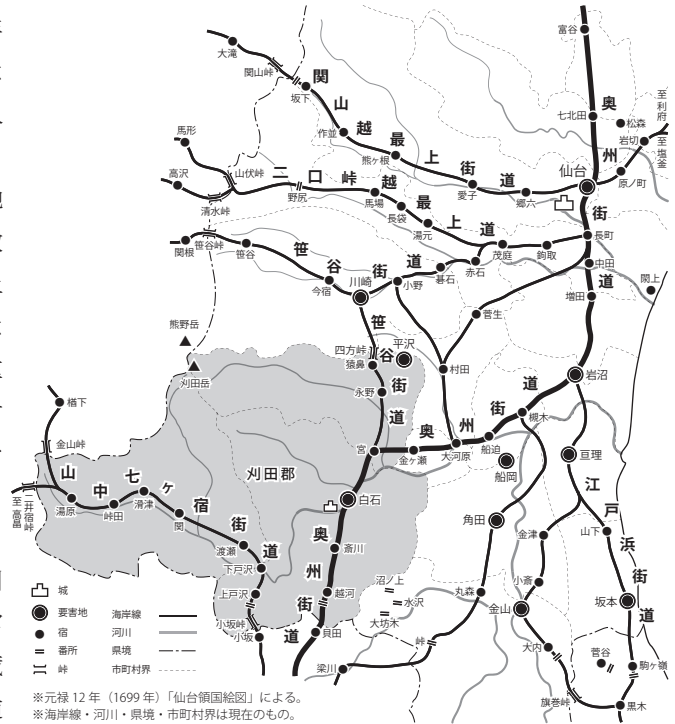 富谷
大滝
関山峠
坂下
関山越最上街道
作並
熊ヶ根
愛子
郷六
七北田
松森
岩切
至利府
至塩釜
原ノ町
仙台
奥州街道
馬形
高沢
山伏峠
清水峠
二口峠越最上道
野尻
馬場
長袋
湯元
茂庭
鉤取
長町
中田
閖上
増田
関根
笹谷峠
笹谷
笹谷街道
今宿
川崎
小野
碁石
赤石
菅生
熊野岳
刈田岳
四方峠
猿鼻
平沢
笹谷街道
永野
村田
岩沼
楢下
金山峠
宮
金ヶ瀬
大河原
船迫
槻木
奥州街道
船岡
亘理
刈田郡
山中七ヶ宿街道
至高畠
二井宿峠
湯原
峠田
滑津
関
渡瀬
下戸沢
上戸沢
小坂峠
小坂
白石
斎川
越河
貝田
奥州街道
角田
金津
山下
江戸浜街道
沼ノ上
水沢
大坊木
丸森
小斎
金山
坂本
峠
梁川
大内
菅谷
駒ヶ嶺
旗巻峠
黒木
城
要害地
宿
番所
峠
海岸線
河川
県境
市町村界
※元禄12年（1699年）「仙台領国絵図」による。
※海岸線・河川・県境・市町村界は現在のもの。